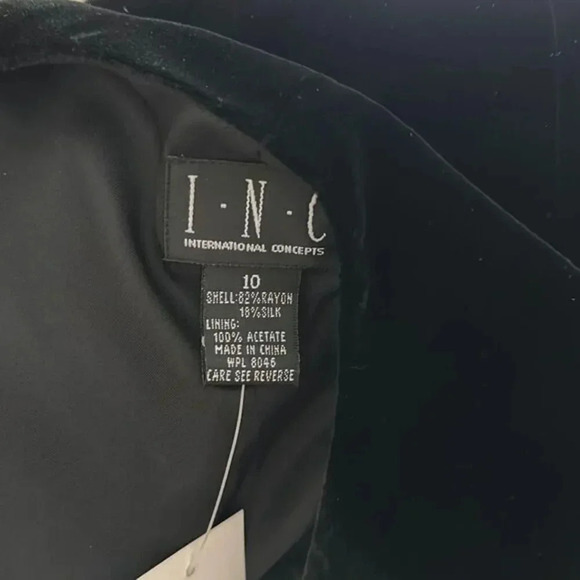 I·N·C
INTERNATIONAL CONCEPTS
10
SHELL:82%RAYON
18%SILK
LINING:
100% ACETATE
MADE IN CHINA
WPL 8046
CARE SEE REVERSE